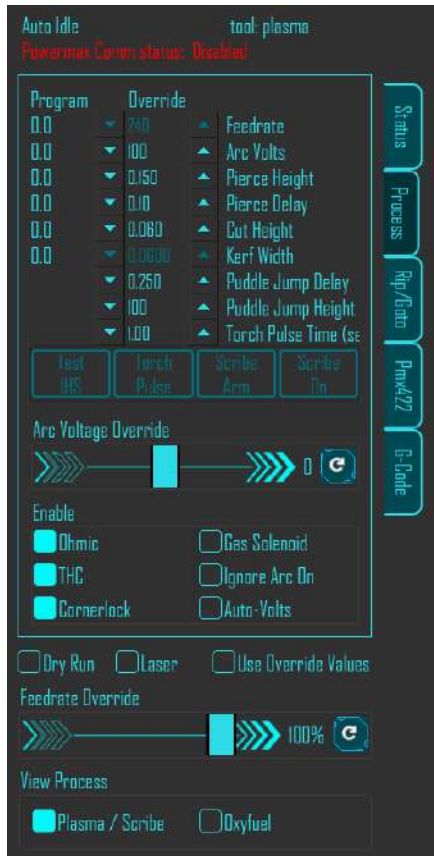 Auto Idle tool: plasma
Powermax Comm status: Disabled
Program Override
0.0 240 Feedrate
0.0 100 Arc Volts
0.0 0.150 Pierce Height
0.0 0.10 Pierce Delay
0.0 0.060 Cut Height
0.0 0.0600 Kerf Width
0.250 Puddle Jump Delay
100 Puddle Jump Height
1.00 Torch Pulse Time (se
Test IHS Torch Pulse Scribe Arm Scribe On
Arc Voltage Override
0
Enable
Ohmic Gas Solenoid
THC Ignore Arc On
Cornerlock Auto-Volts
Dry Run Laser Use Override Values
Feedrate Override
100%
View Process
Plasma / Scribe Oxyfuel
Status
Process
Rip/Goto
Pmx422
G-Code